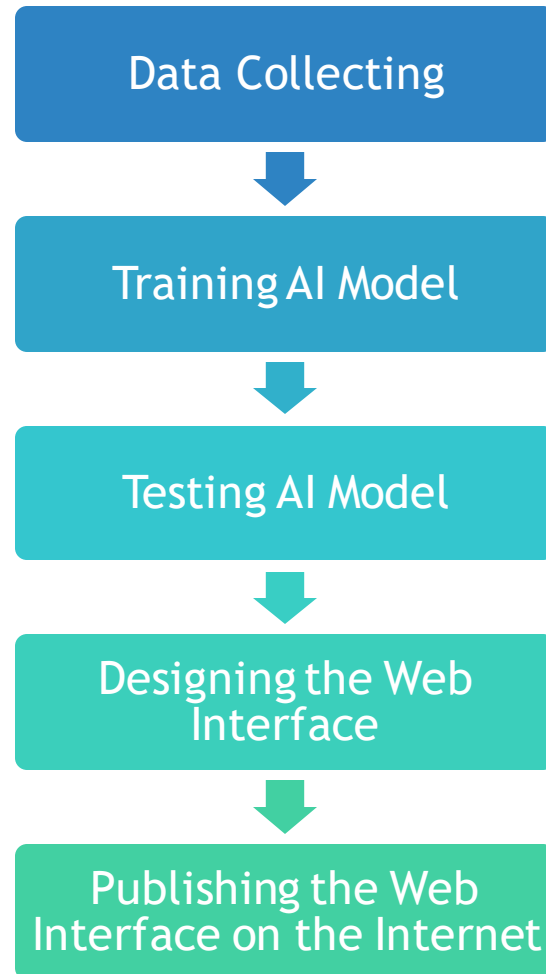 Data Collecting
Training AI Model
Testing AI Model
Designing the Web
Interface
Publishing the Web
Interface on the Internet